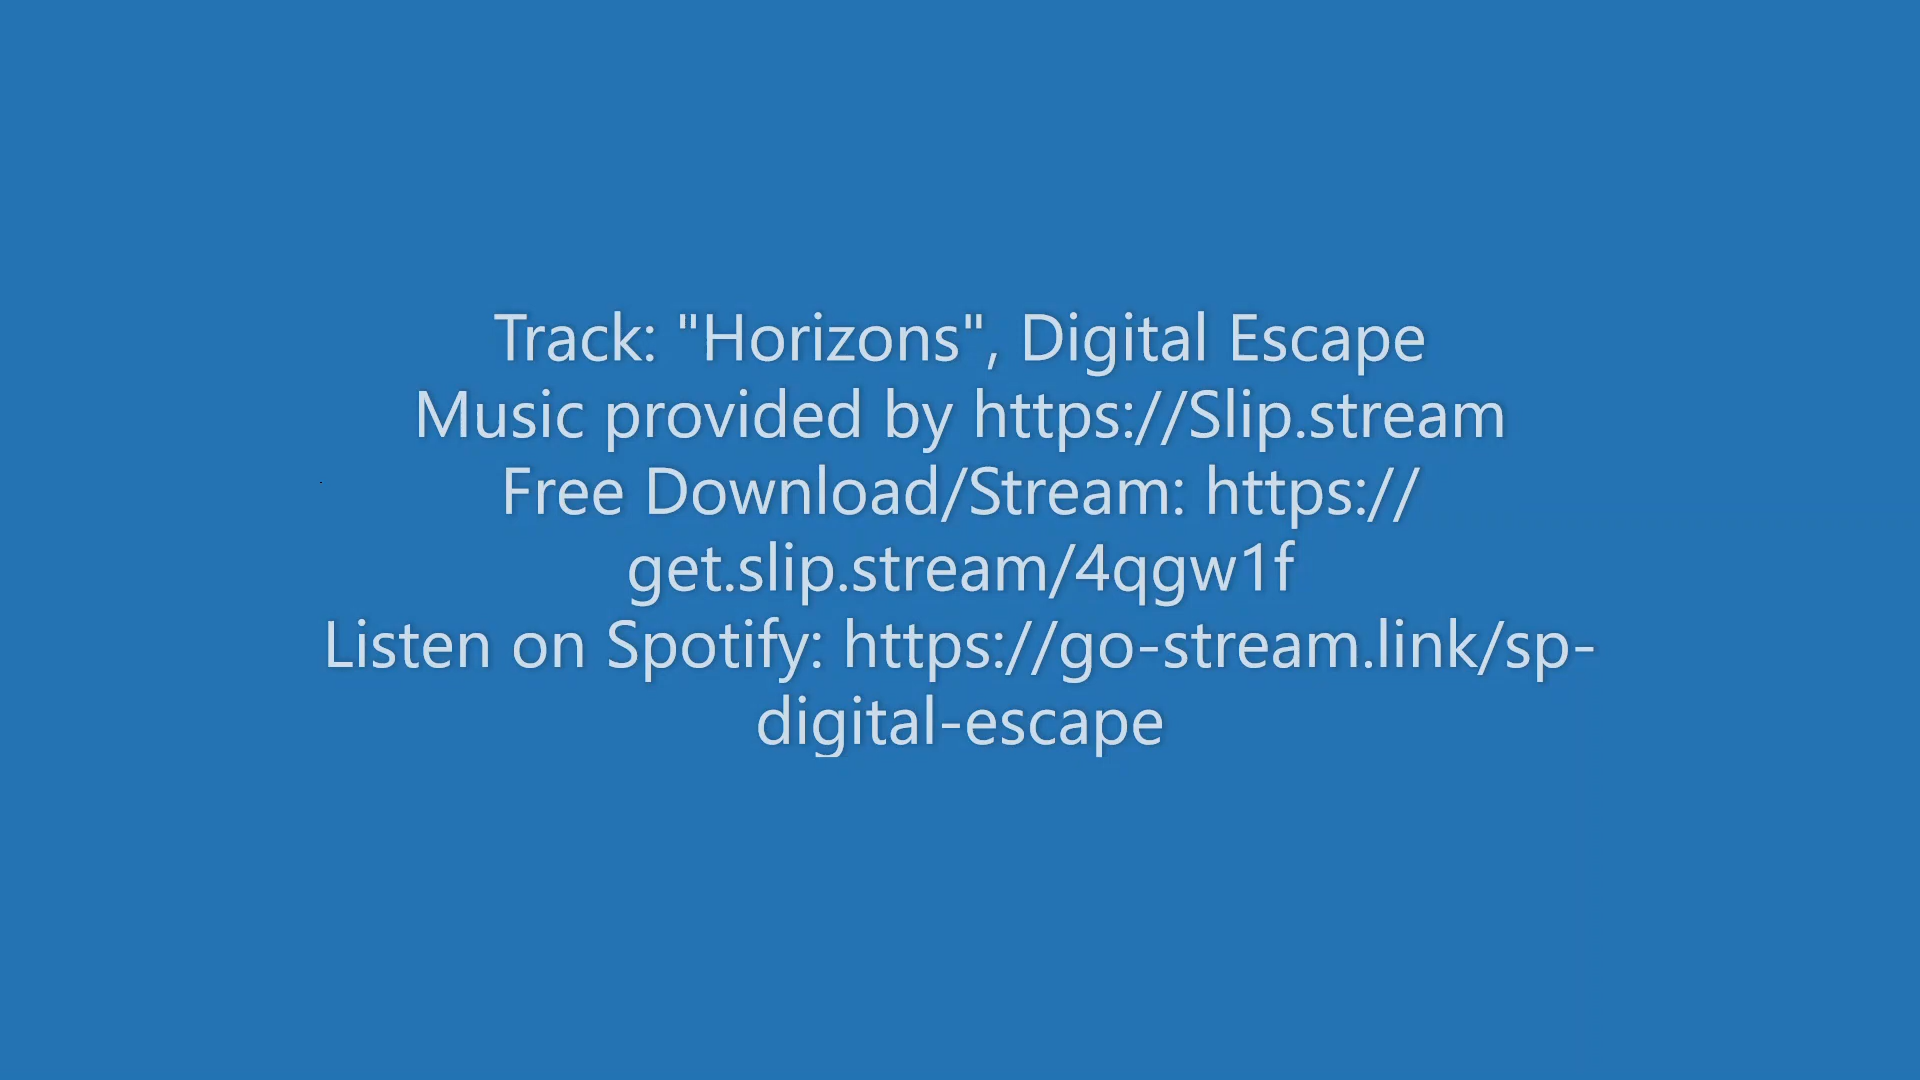 Track: "Horizons", Digital Escape
Music provided by https://Slip.stream
Free Download/Stream: https://
get.slip.stream/4qgw1f
Listen on Spotify: https://go-stream.link/sp-
digital-escape